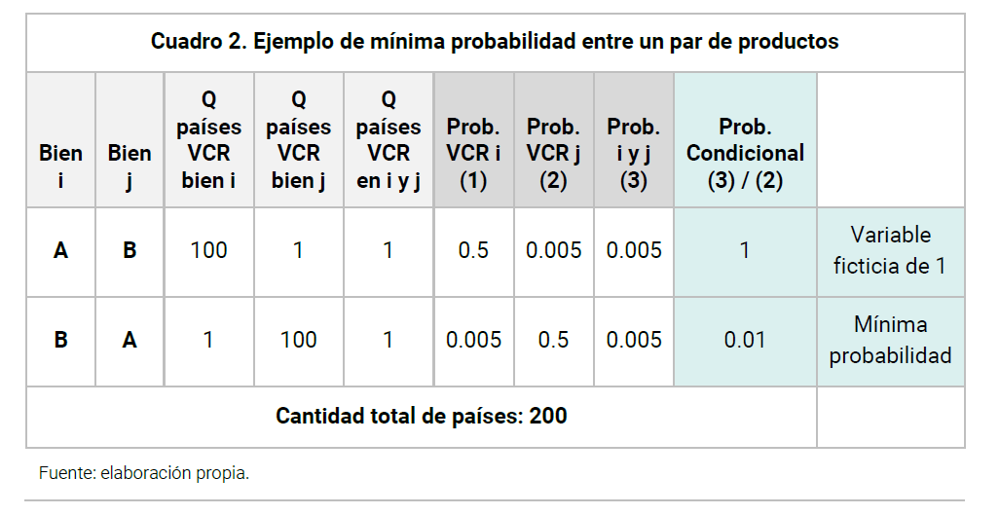 Cuadro 2. Ejemplo de mínima probabilidad entre un par de productos
Bien i
Bien j
Q países VCR bien i
Q países VCR bien j
Q países VCR en i y j
Prob. VCR i (1)
Prob. VCR j (2)
Prob. i y j (3)
Prob. Condicional (3) / (2)
A B 100 1 1 0.5 0.005 0.005 1 Variable ficticia de 1
B A 1 100 1 0.005 0.5 0.005 0.01 Mínima probabilidad
Cantidad total de países: 200
Fuente: elaboración propia.